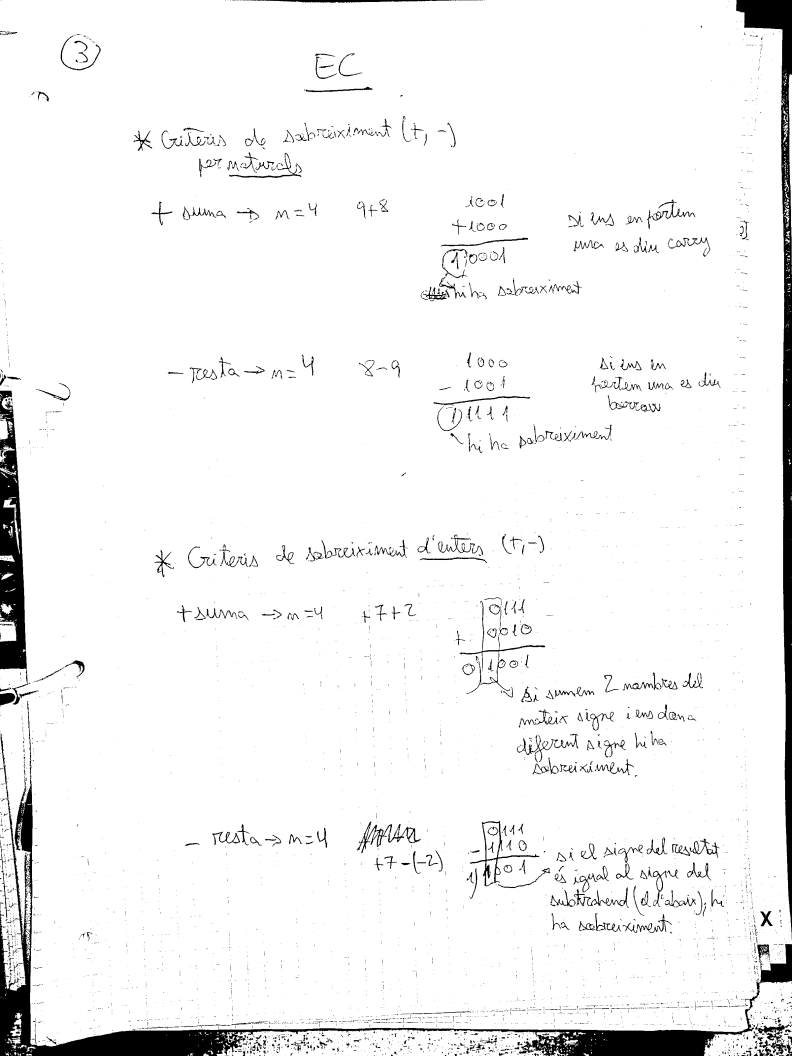 3
EC
* Criteris de sobreiximent (+, -)
per naturals
+ suma → n=4 9+8
1001
+1000
1 0001
hi ha sobreiximent
si ens en portem
una es diu carry
- resta → n=4 8-9
1000
- 1001
1 1111
hi ha sobreiximent
si ens en
portem una es diu
borrow
* Criteris de sobreiximent d'enters (+,-)
+ suma → n=4 +7+2
0111
+ 0010
0) 1001
Si sumem 2 nombres del
mateix signe i ens dona
diferent signe hi ha
sobreiximent.
- resta → n=4
+7-(-2)
0111
- 1110
1) 1001
si el signe del resultat
és igual al signe del
subtrahend (el d'abaix), hi
ha sobreiximent.
X